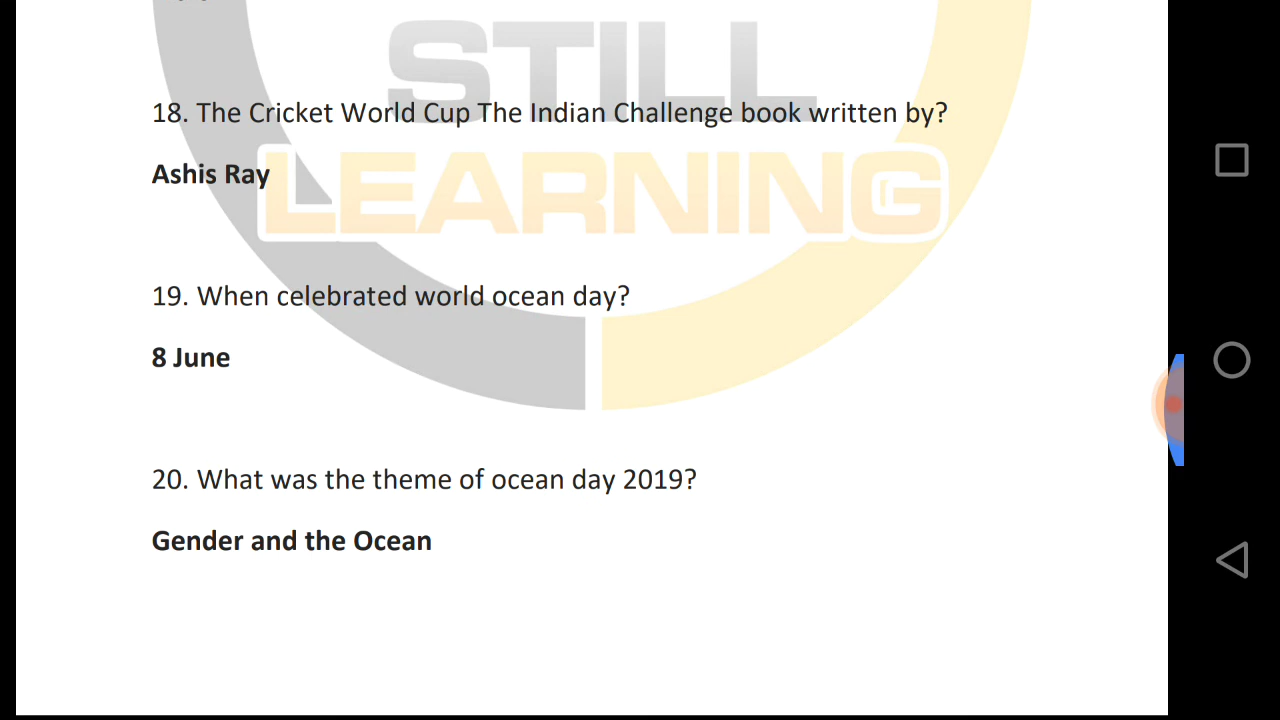 STILL
LEARNING
18. The Cricket World Cup The Indian Challenge book written by?
Ashis Ray
19. When celebrated world ocean day?
8 June
20. What was the theme of ocean day 2019?
Gender and the Ocean